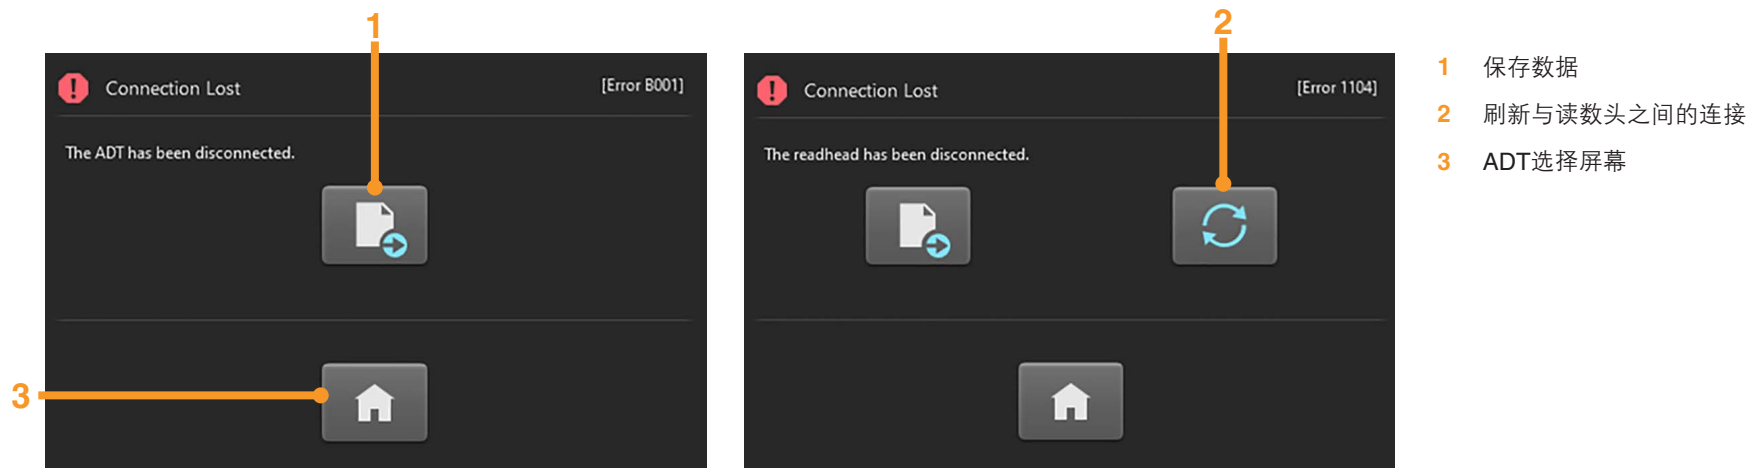 1
2
Connection Lost
[Error B001]
The ADT has been disconnected.
3
Connection Lost
[Error 1104]
The readhead has been disconnected.
1 保存数据
2 刷新与读数头之间的连接
3 ADT选择屏幕